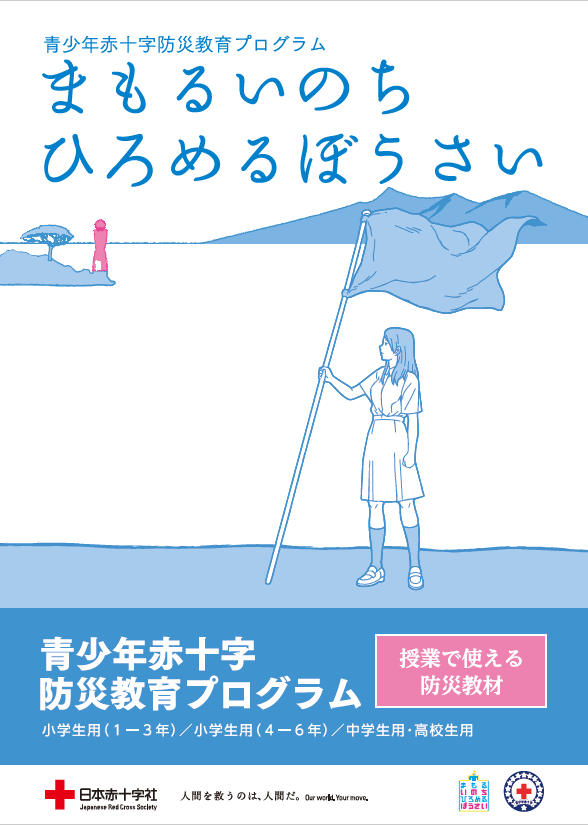 青少年赤十字防災教育プログラム
まもるいのち
ひろめるぼうさい
青少年赤十字
防災教育プログラム
授業で使える
防災教材
小学生用(1ー3年)／小学生用(4ー6年)／中学生用・高校生用
日本赤十字社
Japanese Red Cross Society
人間を救うのは、人間だ。 Our world. Your move.
まもる
いのち
ひろめる
ぼうさい